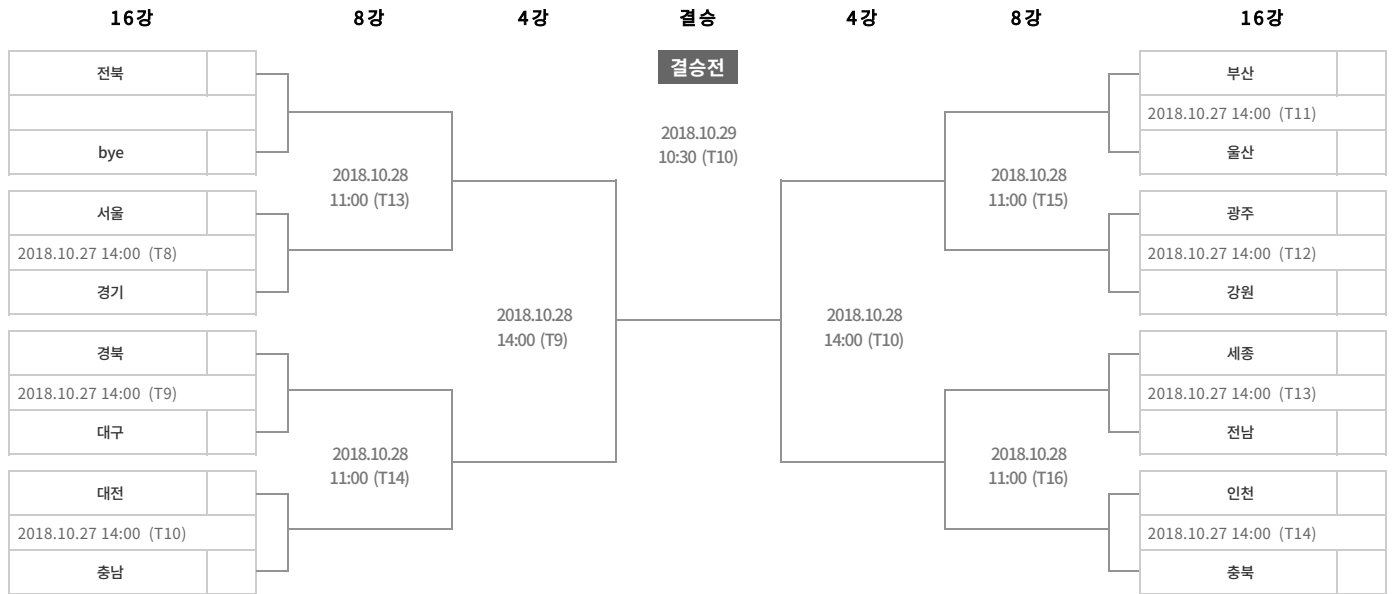 16강 8강 4강 결승 4강 8강 16강
결승전
2018.10.29
10:30 (T10)
전북
bye
서울
2018.10.27 14:00 (T8)
경기
경북
2018.10.27 14:00 (T9)
대구
대전
2018.10.27 14:00 (T10)
충남
2018.10.28
11:00 (T13)
2018.10.28
11:00 (T14)
2018.10.28
14:00 (T9)
2018.10.28
14:00 (T10)
2018.10.28
11:00 (T15)
2018.10.28
11:00 (T16)
부산
2018.10.27 14:00 (T11)
울산
광주
2018.10.27 14:00 (T12)
강원
세종
2018.10.27 14:00 (T13)
전남
인천
2018.10.27 14:00 (T14)
충북